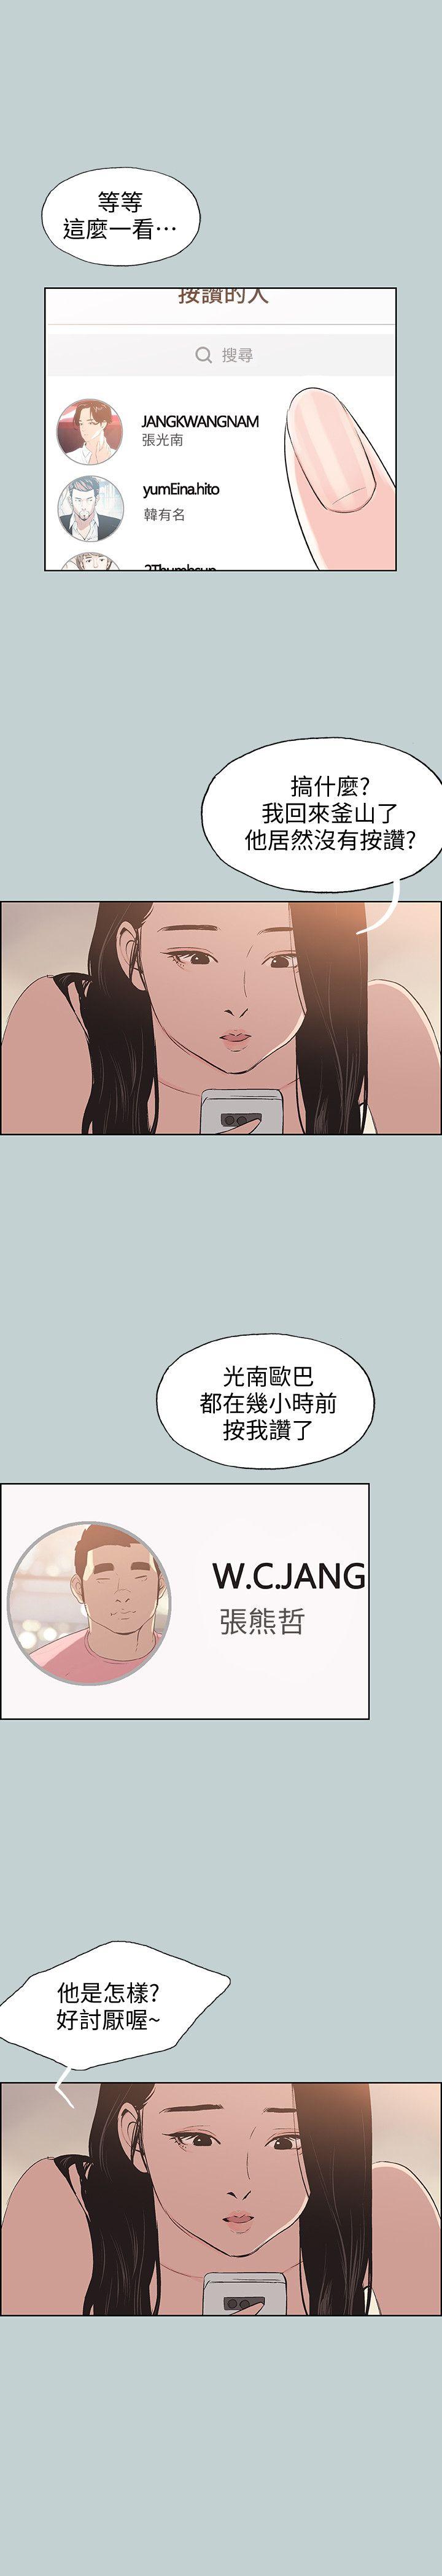 等等
這麼一看…
按讚的人
搜尋
JANGKWANGNAM
張光南
yumEina.hito
韓有名
搞什麼?
我回來釜山了
他居然沒有按讚?
光南歐巴
都在幾小時前
按我讚了
W.C.JANG
張熊哲
他是怎樣?
好討厭喔~